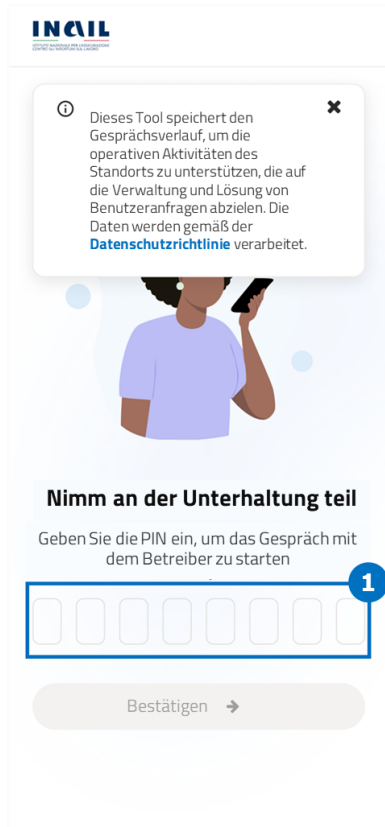 INAIL
ISTITUTO NAZIONALE PER L'ASSICURAZIONE
CONTRO GLI INFORTUNI SUL LAVORO
Dieses Tool speichert den
Gesprächsverlauf, um die
operativen Aktivitäten des
Standorts zu unterstützen, die auf
die Verwaltung und Lösung von
Benutzeranfragen abzielen. Die
Daten werden gemäß der
Datenschutzrichtlinie verarbeitet.
Nimm an der Unterhaltung teil
Geben Sie die PIN ein, um das Gespräch mit
dem Betreiber zu starten
1
Bestätigen